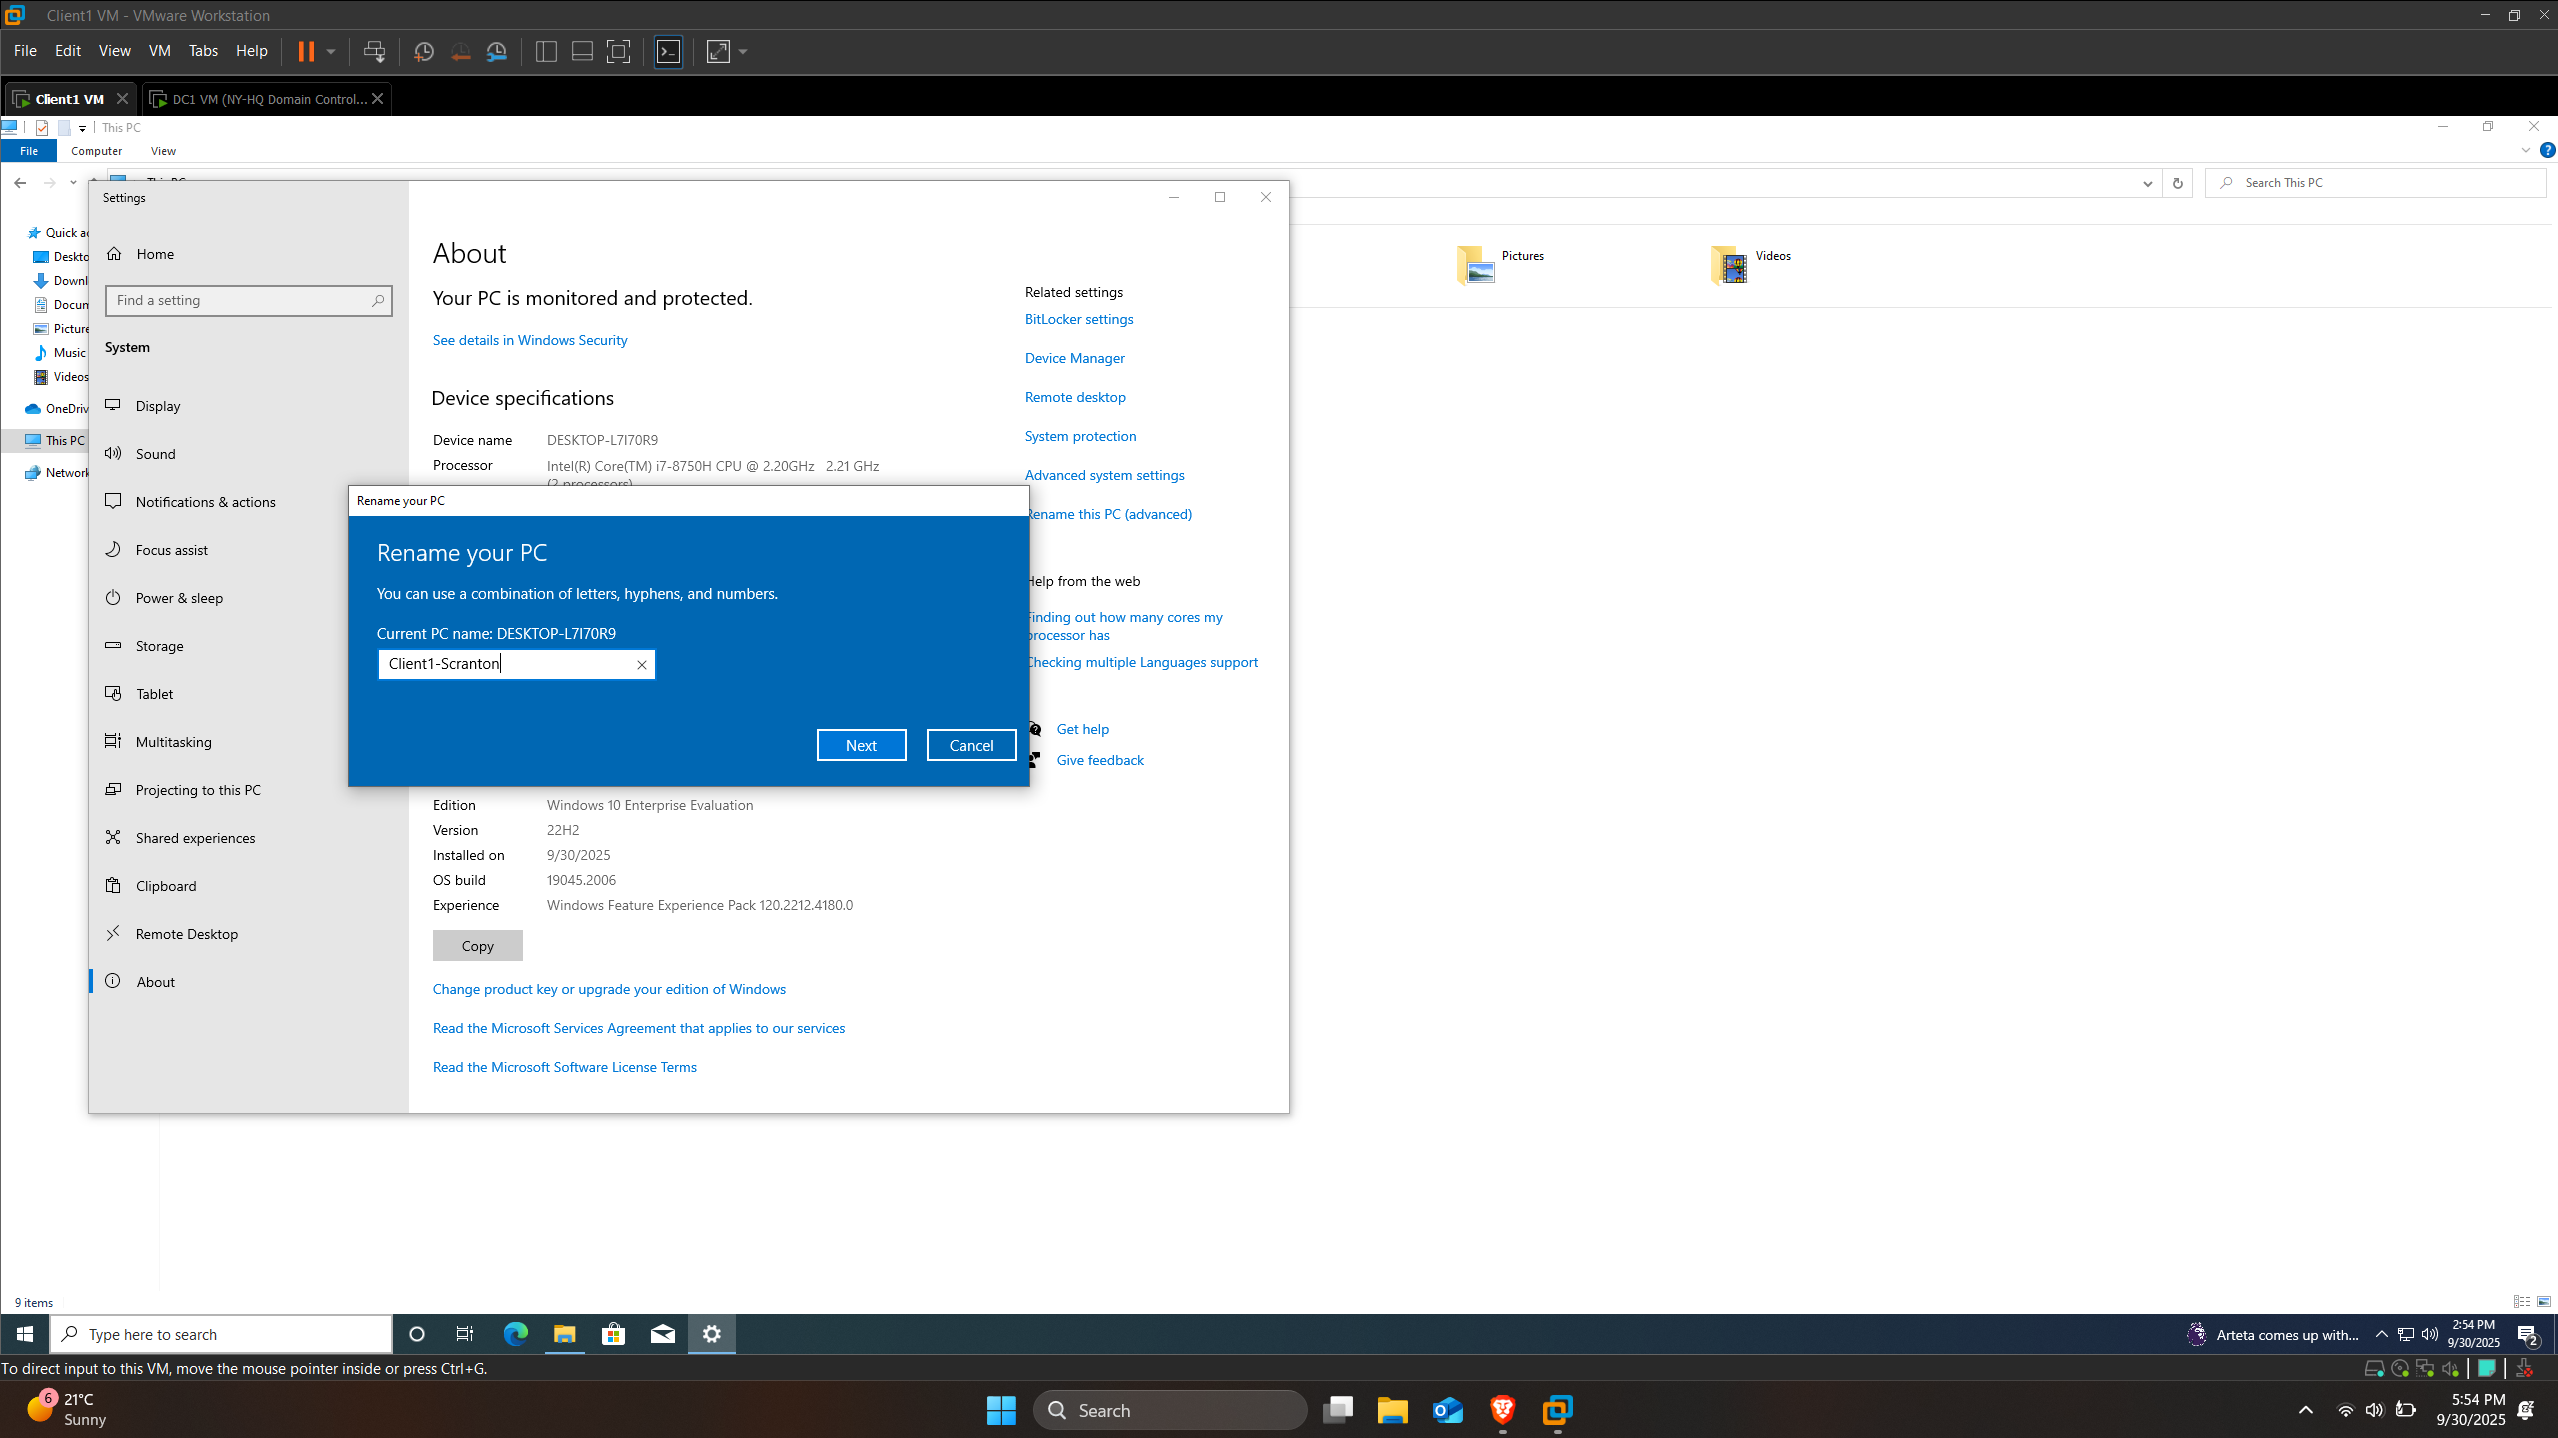 Client1 VM - VMware Workstation
File Edit View VM Tabs Help
Client1 VM DC1 VM (NY-HQ Domain Control...
This PC
File Computer View
Search This PC
Settings
Quick
Home
Find a setting
System
Music
Videos
This PC
Display
Sound
Notifications & actions
Focus assist
Power & sleep
Storage
Tablet
Multitasking
Projecting to this PC
Shared experiences
Clipboard
Remote Desktop
About
About
Your PC is monitored and protected.
See details in Windows Security
Device specifications
Device name DESKTOP-L7I70R9
Processor Intel(R) Core(TM) i7-8750H CPU @ 2.20GHz 2.21 GHz
(2 processors)
Rename your PC
Rename your PC
You can use a combination of letters, hyphens, and numbers.
Current PC name: DESKTOP-L7I70R9
Client1-Scranton
Next Cancel
Edition Windows 10 Enterprise Evaluation
Version 22H2
Installed on 9/30/2025
OS build 19045.2006
Experience Windows Feature Experience Pack 120.2212.4180.0
Copy
Change product key or upgrade your edition of Windows
Read the Microsoft Services Agreement that applies to our services
Read the Microsoft Software License Terms
Related settings
BitLocker settings
Device Manager
Remote desktop
System protection
Advanced system settings
Rename this PC (advanced)
Help from the web
Finding out how many cores my
processor has
Checking multiple Languages support
Get help
Give feedback
Pictures
Videos
9 items
Type here to search
Arteta comes up with...
2:54 PM
9/30/2025
2
To direct input to this VM, move the mouse pointer inside or press Ctrl+G.
6
21°C
Sunny
Search
5:54 PM
9/30/2025